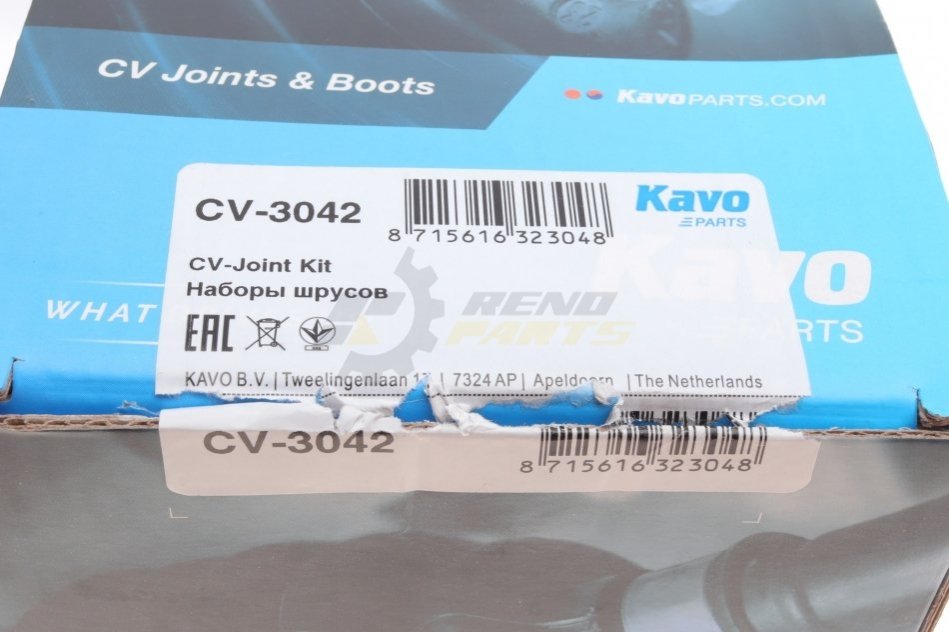 CV Joints & Boots
KavoPARTS.COM
CV-3042
8 715616 323048
Kavo
PARTS
CV-Joint Kit
Наборы шрусов
Kavo
PARTS
WHAT
RENO
PARTS
EAC
KAVO B.V. | Tweelingenlaan | 7324 AP | Apeldoorn | The Netherlands
CV-3042
8 715616 323048